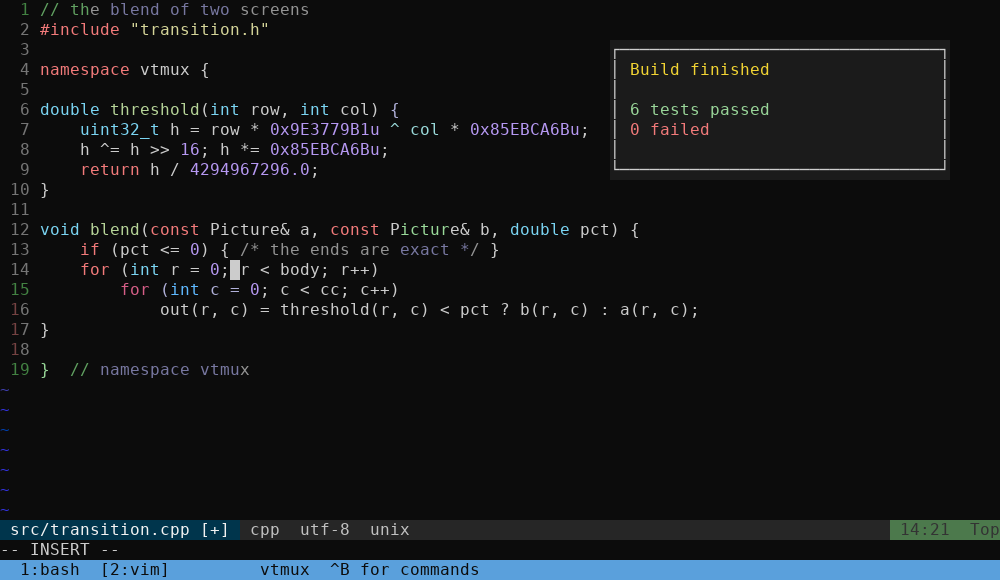 1 // the blend of two screens
2 #include "transition.h"
3
4 namespace vtmux {
5
6 double threshold(int row, int col) {
7     uint32_t h = row * 0x9E3779B1u ^ col * 0x85EBCA6Bu;
8     h ^= h >> 16; h *= 0x85EBCA6Bu;
9     return h / 4294967296.0;
10 }
11
12 void blend(const Picture& a, const Picture& b, double pct) {
13     if (pct <= 0) { /* the ends are exact */ }
14     for (int r = 0; r < body; r++)
15         for (int c = 0; c < cc; c++)
16             out(r, c) = threshold(r, c) < pct ? b(r, c) : a(r, c);
17 }
18
19 }  // namespace vtmux
~
~
~
~
~
~
~
Build finished
6 tests passed
0 failed
src/transition.cpp [+]  cpp  utf-8  unix  14:21  Top
-- INSERT --
1:bash  [2:vim]  vtmux  ^B for commands